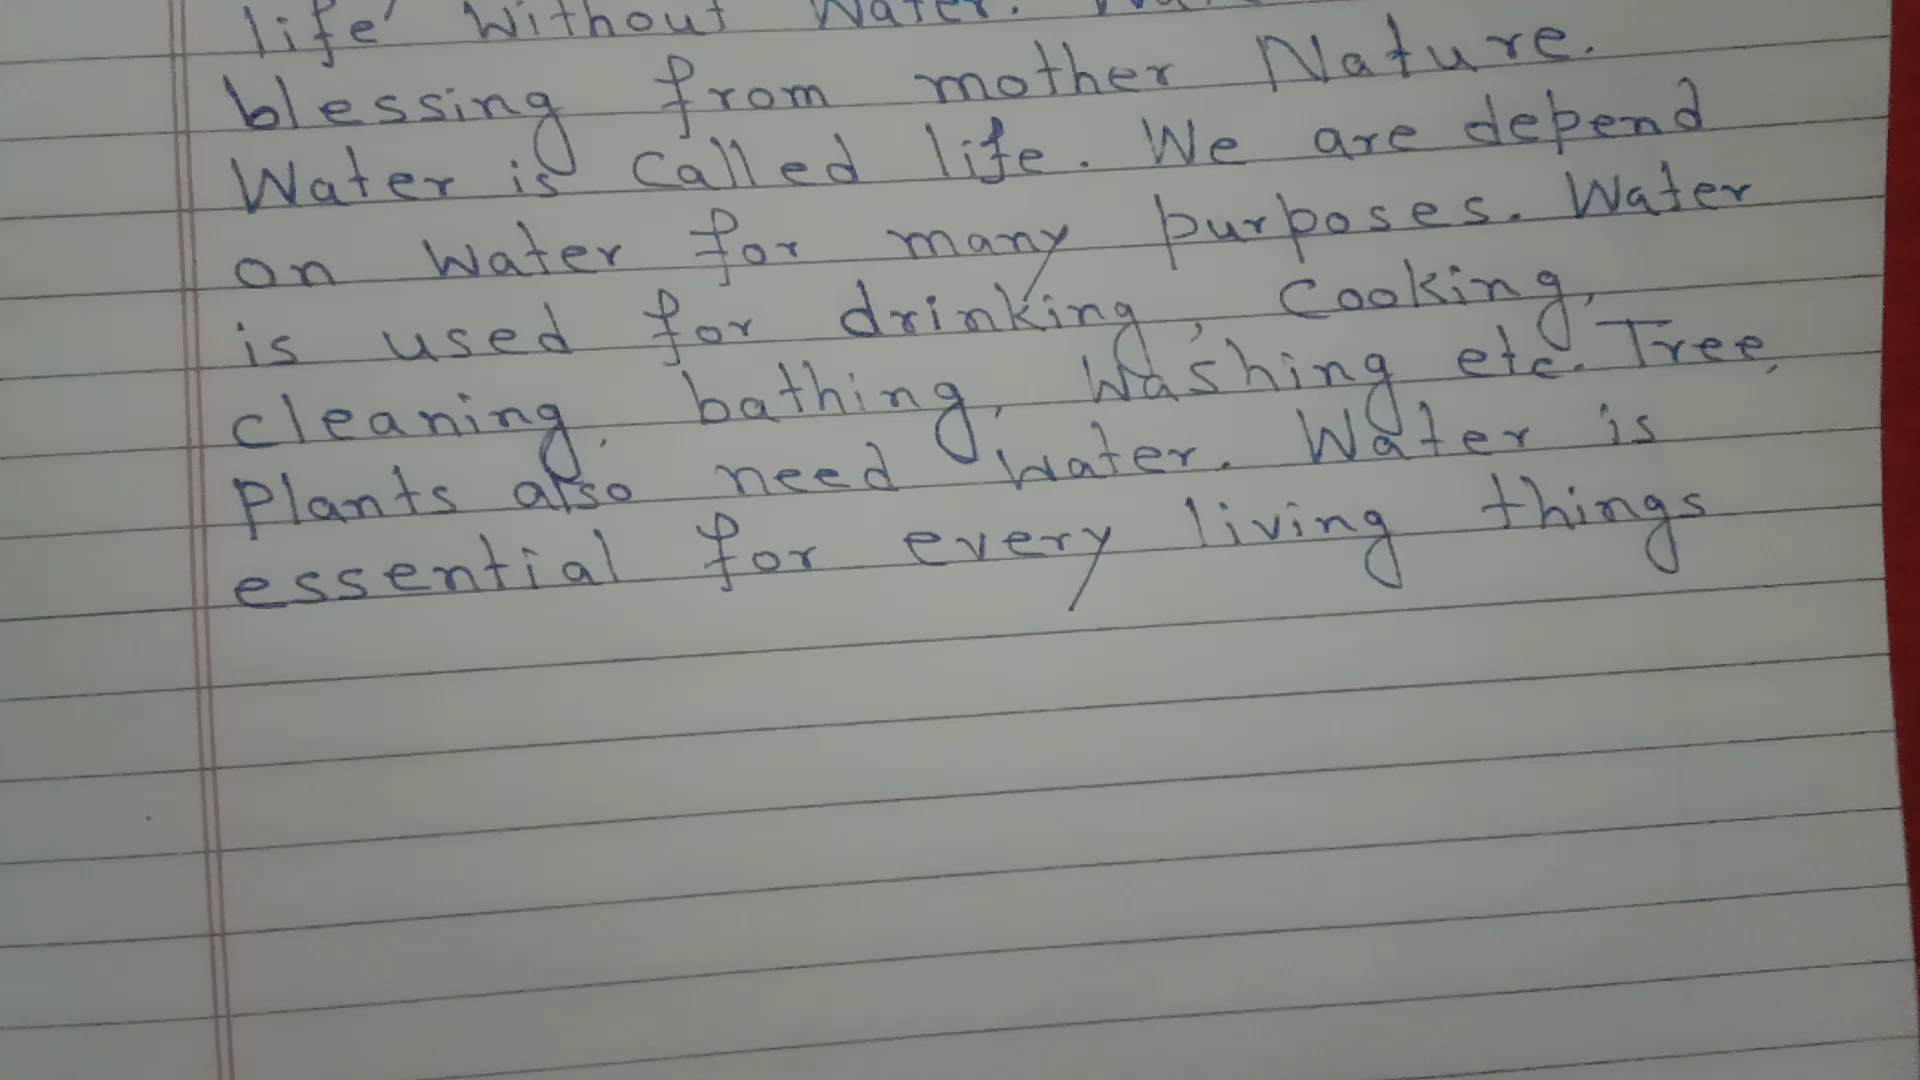 life without water.
blessing from mother Nature.
Water is called life. We are depend
on water for many purposes. Water
is used for drinking, Cooking,
cleaning, bathing, Washing etc. Tree,
Plants also need water. Water is
essential for every living things